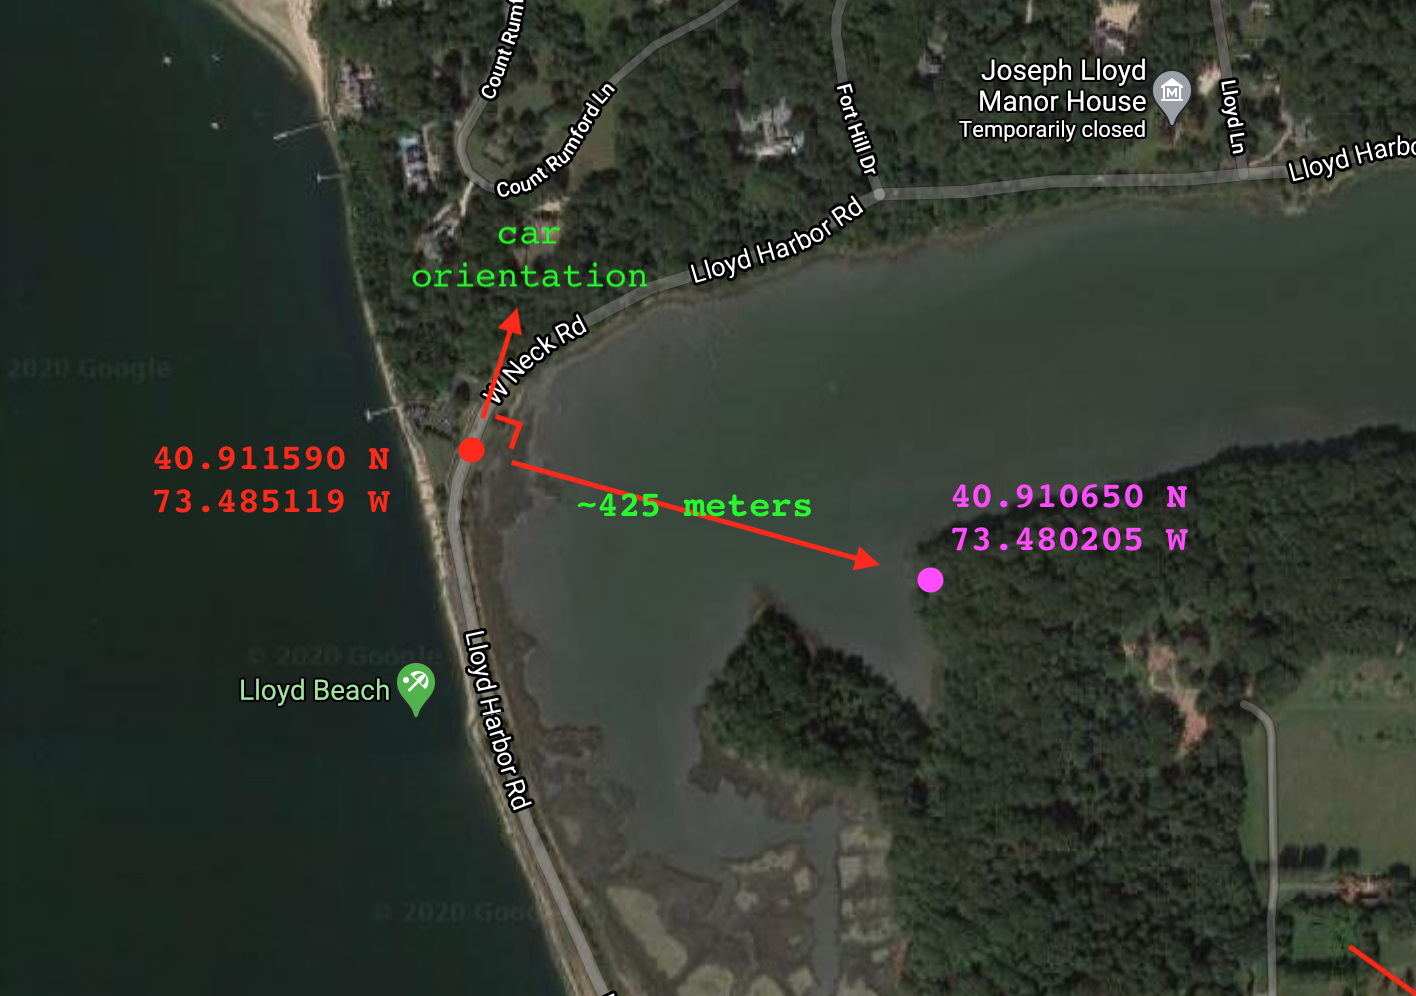 Count Rumf
Count Rumford Ln
Fort Hill Dr
Joseph Lloyd
Manor House
Temporarily closed
Lloyd Ln
Lloyd Harbo
Lloyd Harbor Rd
car
orientation
W Neck Rd
2020 Google
40.911590 N
73.485119 W
~425 meters
40.910650 N
73.480205 W
© 2020 Google
Lloyd Beach
Lloyd Harbor Rd
© 2020 Goo